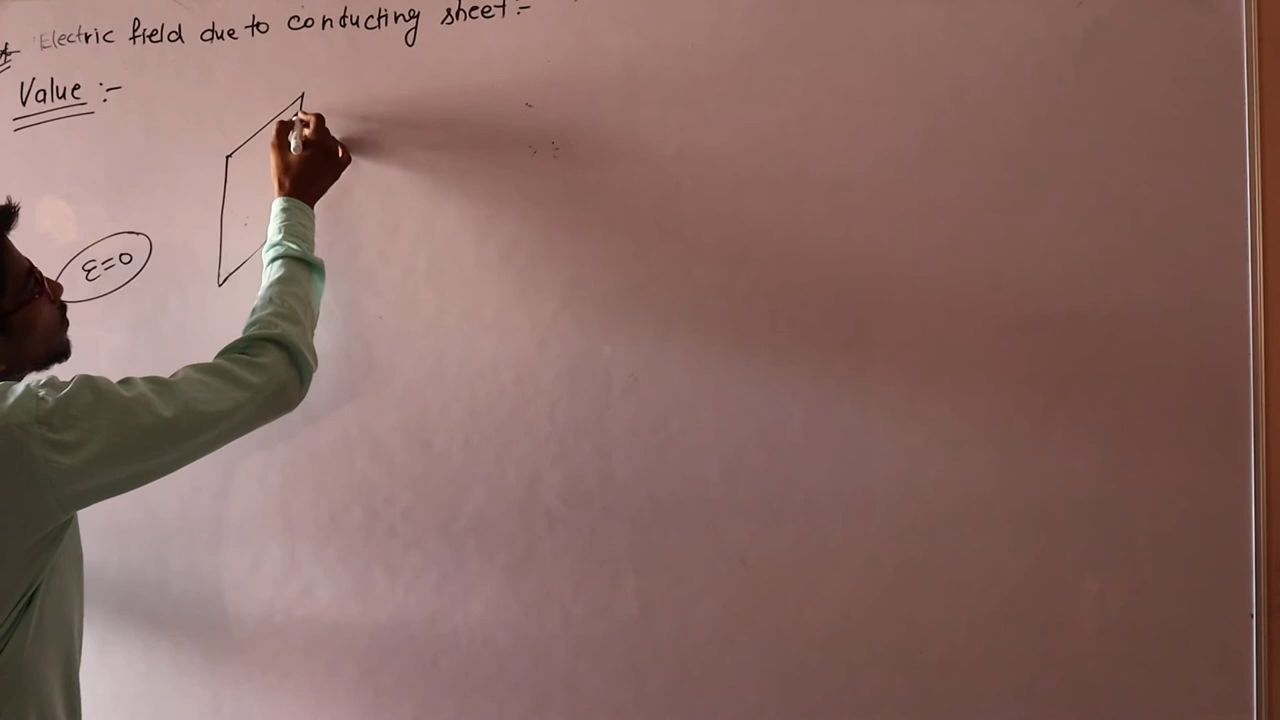 * Electric field due to conducting sheet :-
Value :-
E=0